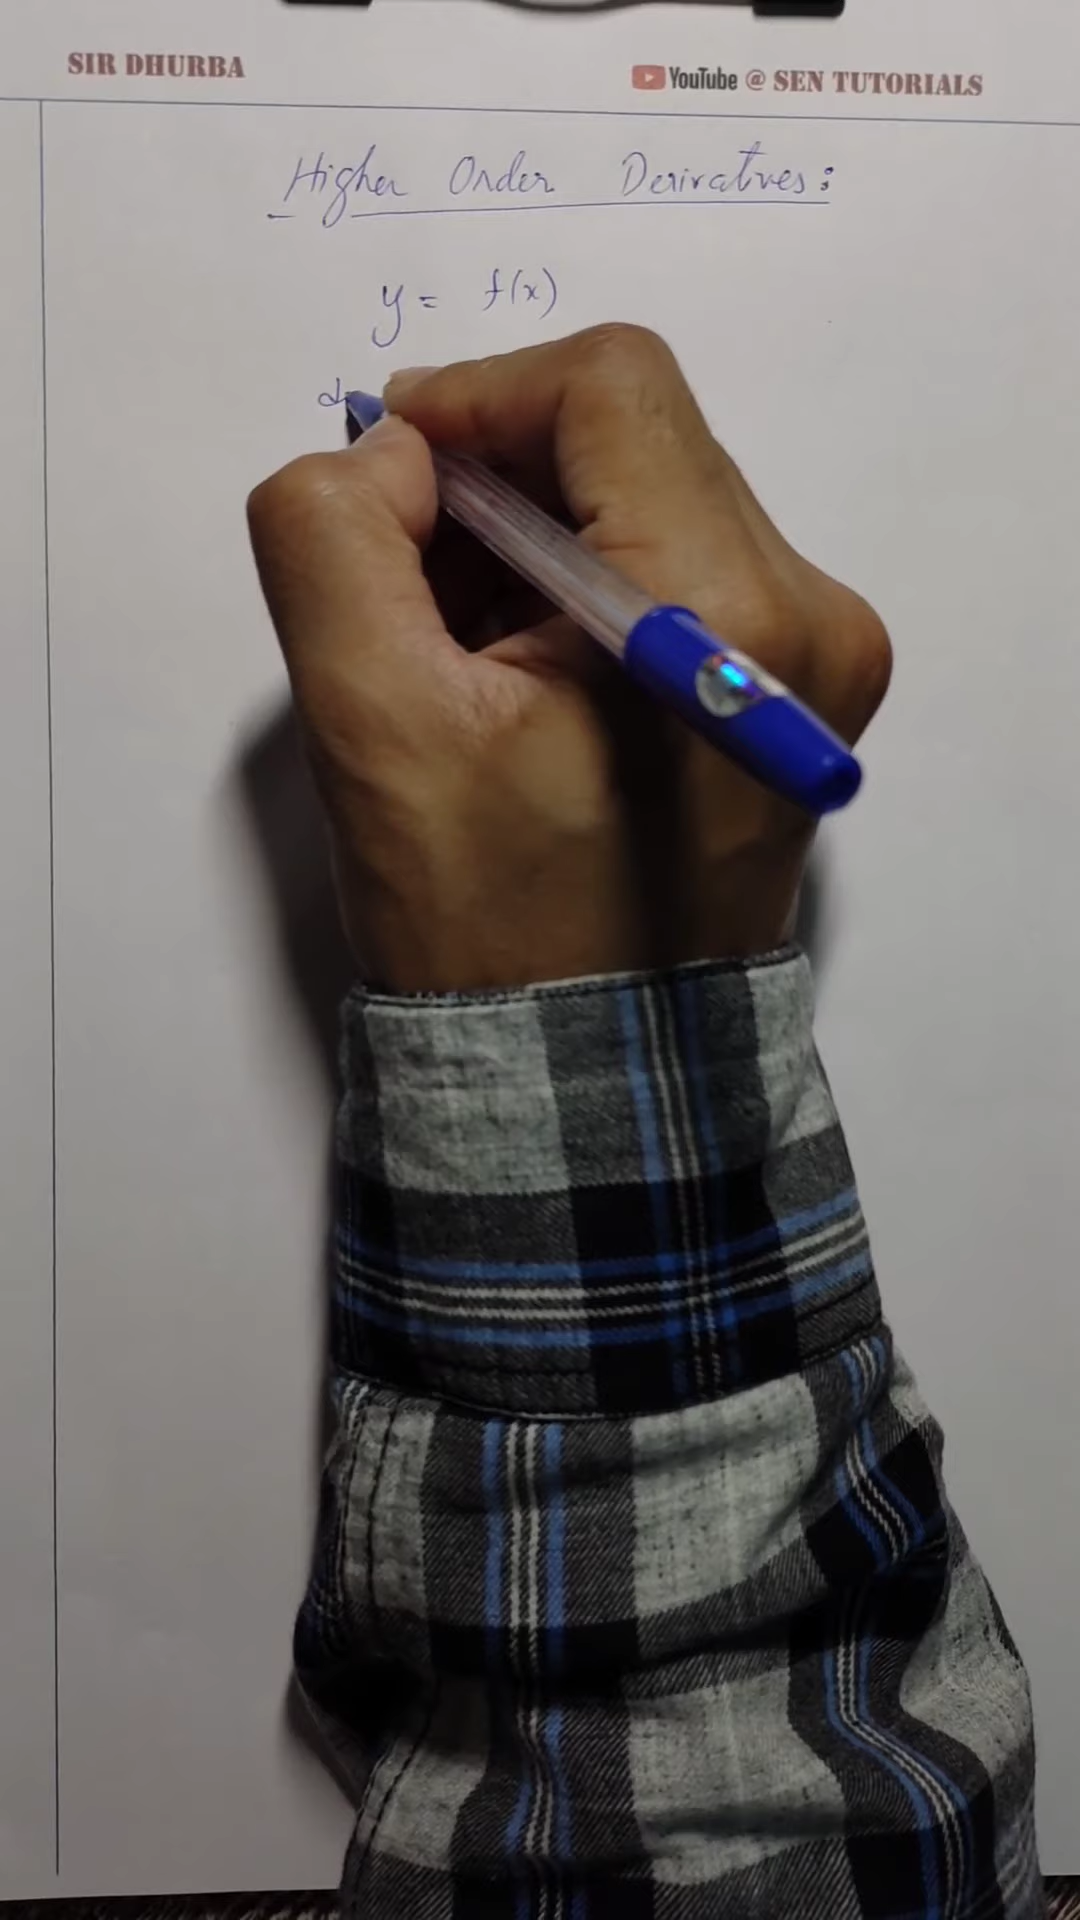 SIR DHURBA
YouTube @ SEN TUTORIALS
Higher Order Derivatives:
y = f(x)
d